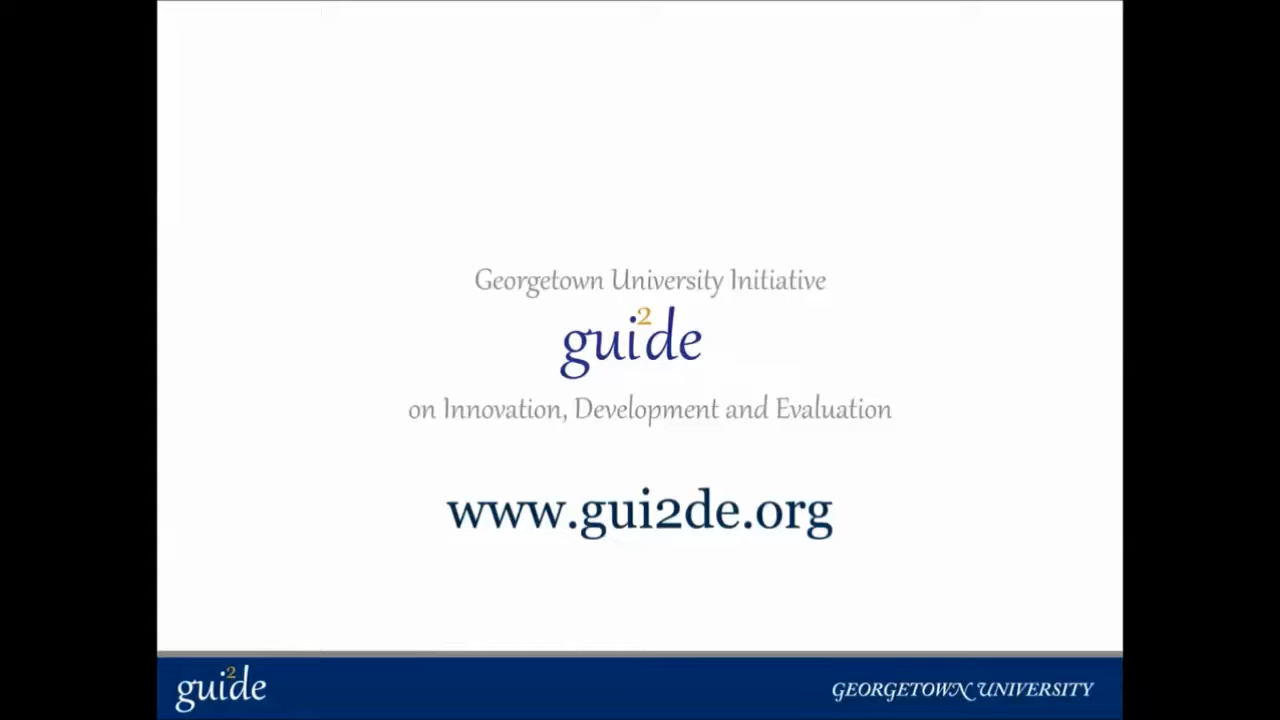 Georgetown University Initiative
gui²de
on Innovation, Development and Evaluation
www.gui2de.org
gui²de
GEORGETOWN UNIVERSITY